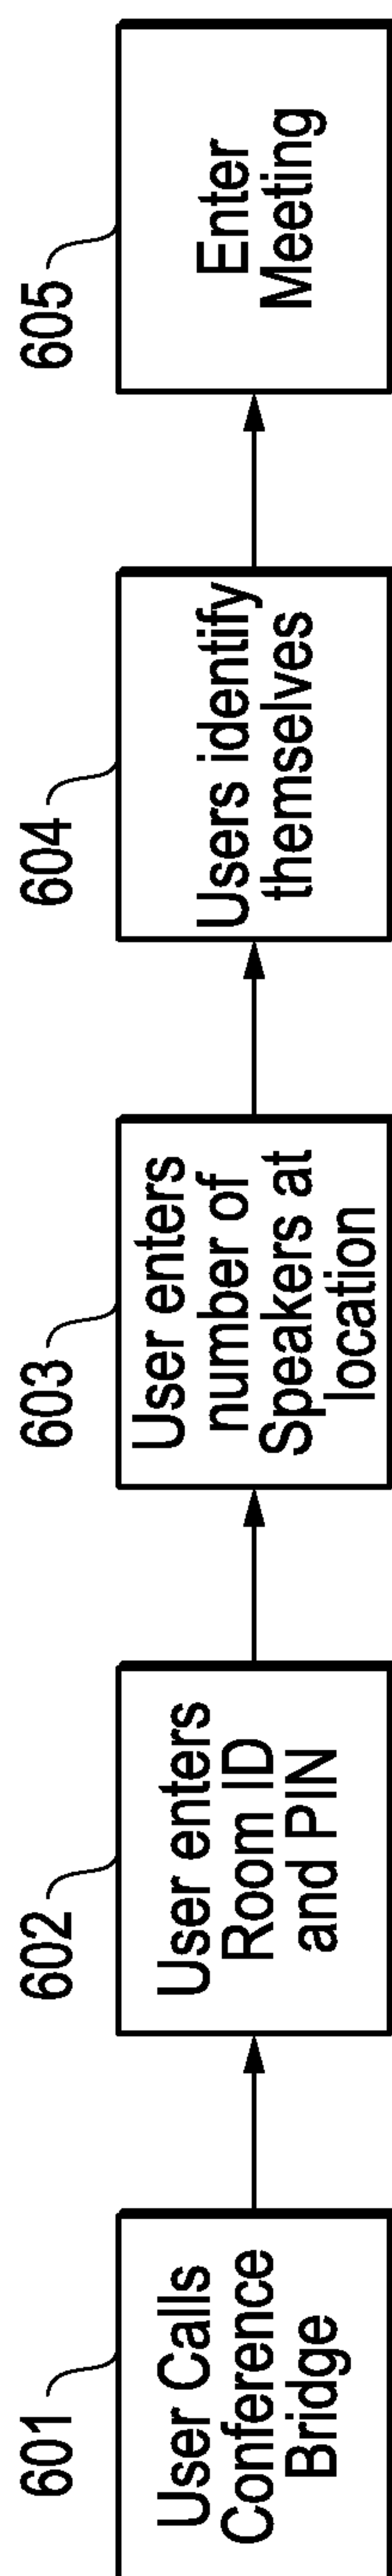 601
User Calls
Conference
Bridge
602
User enters
Room ID
and PIN
603
User enters
number of
Speakers at
location
604
Users identify
themselves
605
Enter
Meeting